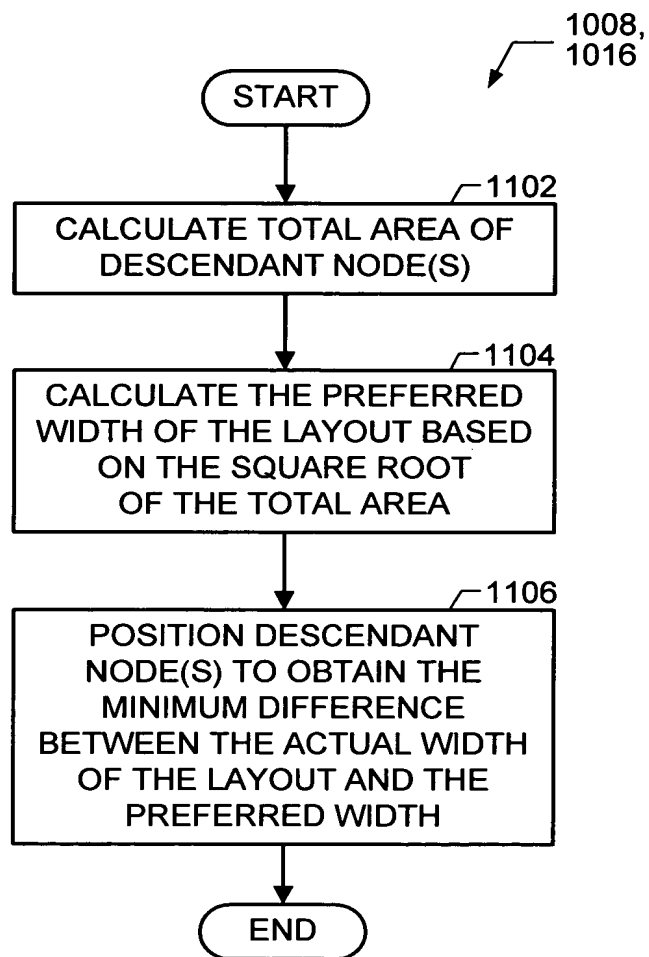 1008,
1016
START
1102
CALCULATE TOTAL AREA OF
DESCENDANT NODE(S)
1104
CALCULATE THE PREFERRED
WIDTH OF THE LAYOUT BASED
ON THE SQUARE ROOT
OF THE TOTAL AREA
1106
POSITION DESCENDANT
NODE(S) TO OBTAIN THE
MINIMUM DIFFERENCE
BETWEEN THE ACTUAL WIDTH
OF THE LAYOUT AND THE
PREFERRED WIDTH
END